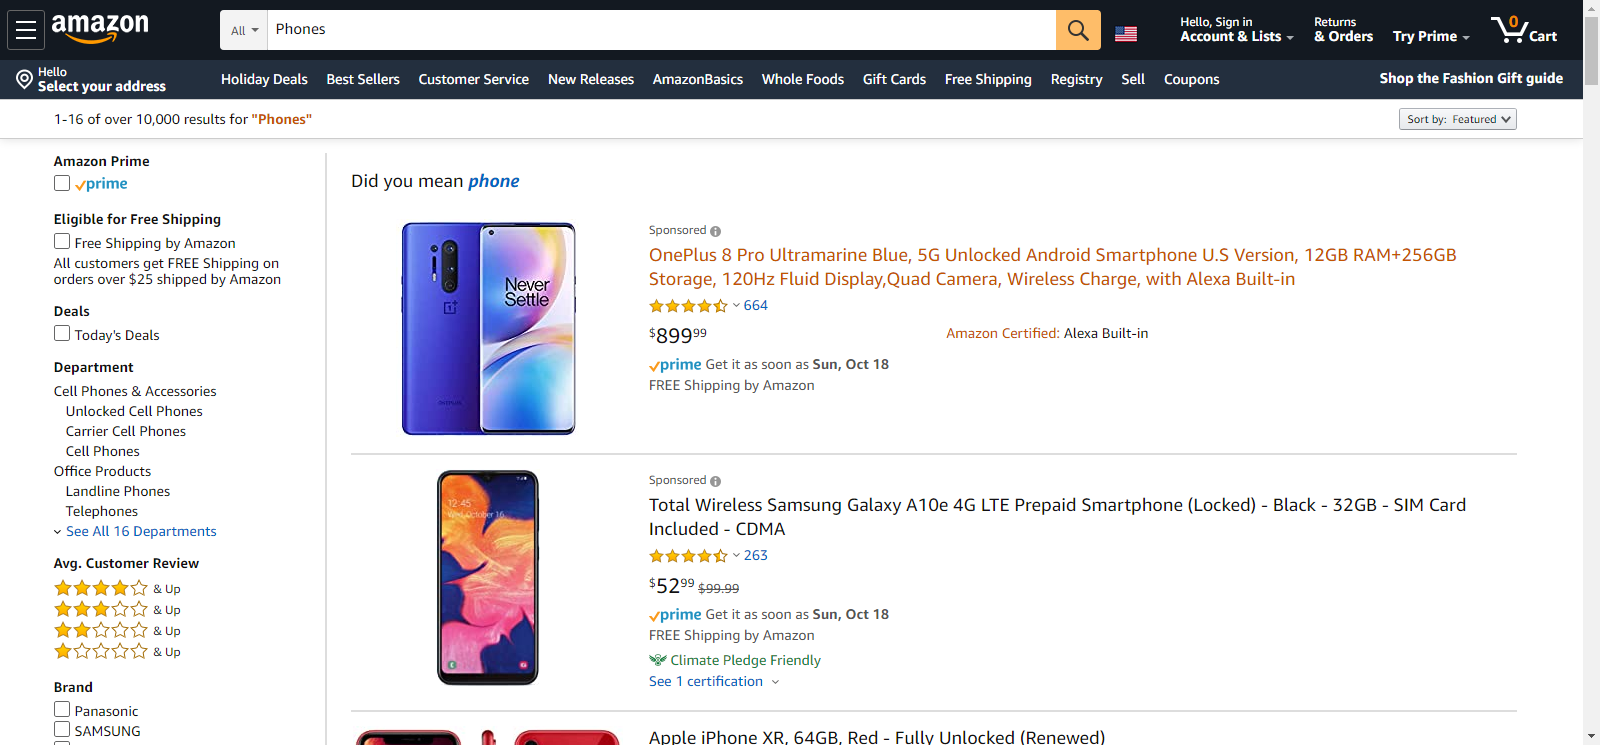 amazon
All
Phones
Hello, Sign in
Account & Lists
Returns
& Orders
Try Prime
0
Cart
Hello
Select your address
Holiday Deals
Best Sellers
Customer Service
New Releases
AmazonBasics
Whole Foods
Gift Cards
Free Shipping
Registry
Sell
Coupons
Shop the Fashion Gift guide
1-16 of over 10,000 results for "Phones"
Sort by: Featured
Amazon Prime
prime
Eligible for Free Shipping
Free Shipping by Amazon
All customers get FREE Shipping on
orders over $25 shipped by Amazon
Deals
Today's Deals
Department
Cell Phones & Accessories
Unlocked Cell Phones
Carrier Cell Phones
Cell Phones
Office Products
Landline Phones
Telephones
See All 16 Departments
Avg. Customer Review
& Up
& Up
& Up
& Up
Brand
Panasonic
SAMSUNG
Did you mean phone
Never
Settle
Sponsored
OnePlus 8 Pro Ultramarine Blue, 5G Unlocked Android Smartphone U.S Version, 12GB RAM+256GB
Storage, 120Hz Fluid Display,Quad Camera, Wireless Charge, with Alexa Built-in
664
$89999
Amazon Certified: Alexa Built-in
prime Get it as soon as Sun, Oct 18
FREE Shipping by Amazon
12:45
Wed, October 16
Sponsored
Total Wireless Samsung Galaxy A10e 4G LTE Prepaid Smartphone (Locked) - Black - 32GB - SIM Card
Included - CDMA
263
$5299 $99.99
prime Get it as soon as Sun, Oct 18
FREE Shipping by Amazon
Climate Pledge Friendly
See 1 certification
Apple iPhone XR, 64GB, Red - Fully Unlocked (Renewed)